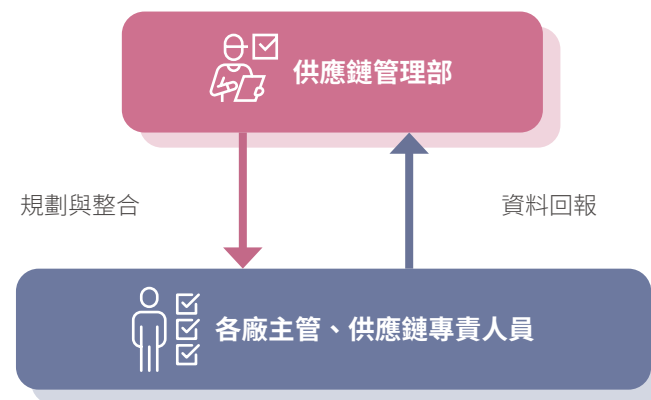 供應鏈管理部
規劃與整合
資料回報
各廠主管、供應鏈專責人員